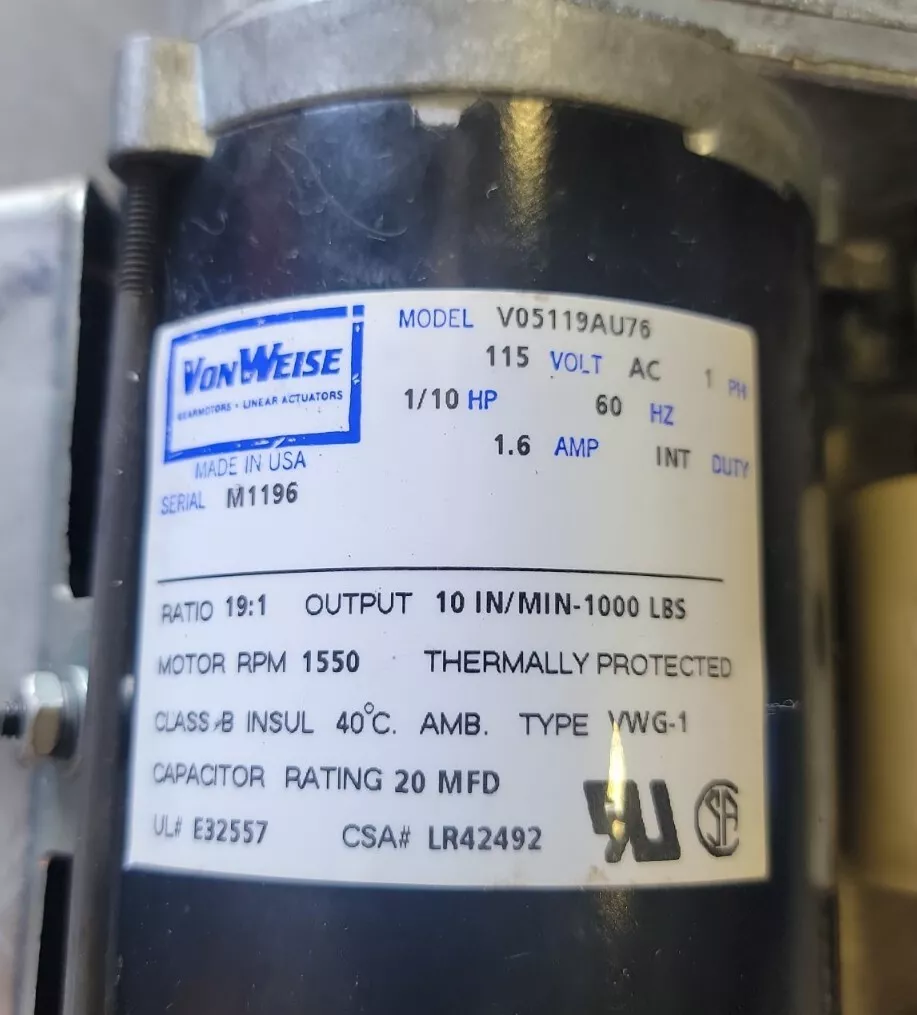 VONWEISE
GEARMOTORS • LINEAR ACTUATORS
MADE IN USA
SERIAL M1196
MODEL V05119AU76
115 VOLT AC 1 PH
1/10 HP 60 HZ
1.6 AMP INT DUTY
RATIO 19:1 OUTPUT 10 IN/MIN-1000 LBS
MOTOR RPM 1550 THERMALLY PROTECTED
CLASS B INSUL 40°C. AMB. TYPE VWG-1
CAPACITOR RATING 20 MFD
UL# E32557 CSA# LR42492